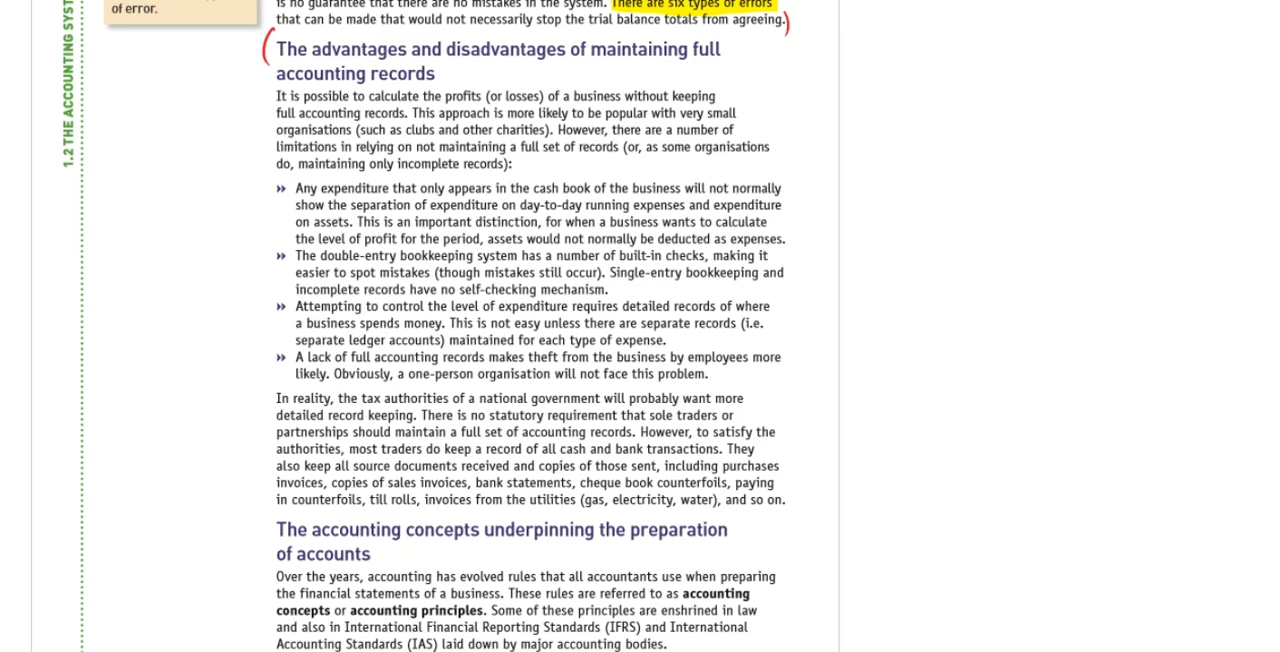 of error.
1.2 THE ACCOUNTING SYST
is no guarantee that there are no mistakes in the system. There are six types of errors
that can be made that would not necessarily stop the trial balance totals from agreeing.
The advantages and disadvantages of maintaining full
accounting records
It is possible to calculate the profits (or losses) of a business without keeping
full accounting records. This approach is more likely to be popular with very small
organisations (such as clubs and other charities). However, there are a number of
limitations in relying on not maintaining a full set of records (or, as some organisations
do, maintaining only incomplete records):
» Any expenditure that only appears in the cash book of the business will not normally
show the separation of expenditure on day-to-day running expenses and expenditure
on assets. This is an important distinction, for when a business wants to calculate
the level of profit for the period, assets would not normally be deducted as expenses.
» The double-entry bookkeeping system has a number of built-in checks, making it
easier to spot mistakes (though mistakes still occur). Single-entry bookkeeping and
incomplete records have no self-checking mechanism.
» Attempting to control the level of expenditure requires detailed records of where
a business spends money. This is not easy unless there are separate records (i.e.
separate ledger accounts) maintained for each type of expense.
» A lack of full accounting records makes theft from the business by employees more
likely. Obviously, a one-person organisation will not face this problem.
In reality, the tax authorities of a national government will probably want more
detailed record keeping. There is no statutory requirement that sole traders or
partnerships should maintain a full set of accounting records. However, to satisfy the
authorities, most traders do keep a record of all cash and bank transactions. They
also keep all source documents received and copies of those sent, including purchases
invoices, copies of sales invoices, bank statements, cheque book counterfoils, paying
in counterfoils, till rolls, invoices from the utilities (gas, electricity, water), and so on.
The accounting concepts underpinning the preparation
of accounts
Over the years, accounting has evolved rules that all accountants use when preparing
the financial statements of a business. These rules are referred to as accounting
concepts or accounting principles. Some of these principles are enshrined in law
and also in International Financial Reporting Standards (IFRS) and International
Accounting Standards (IAS) laid down by major accounting bodies.